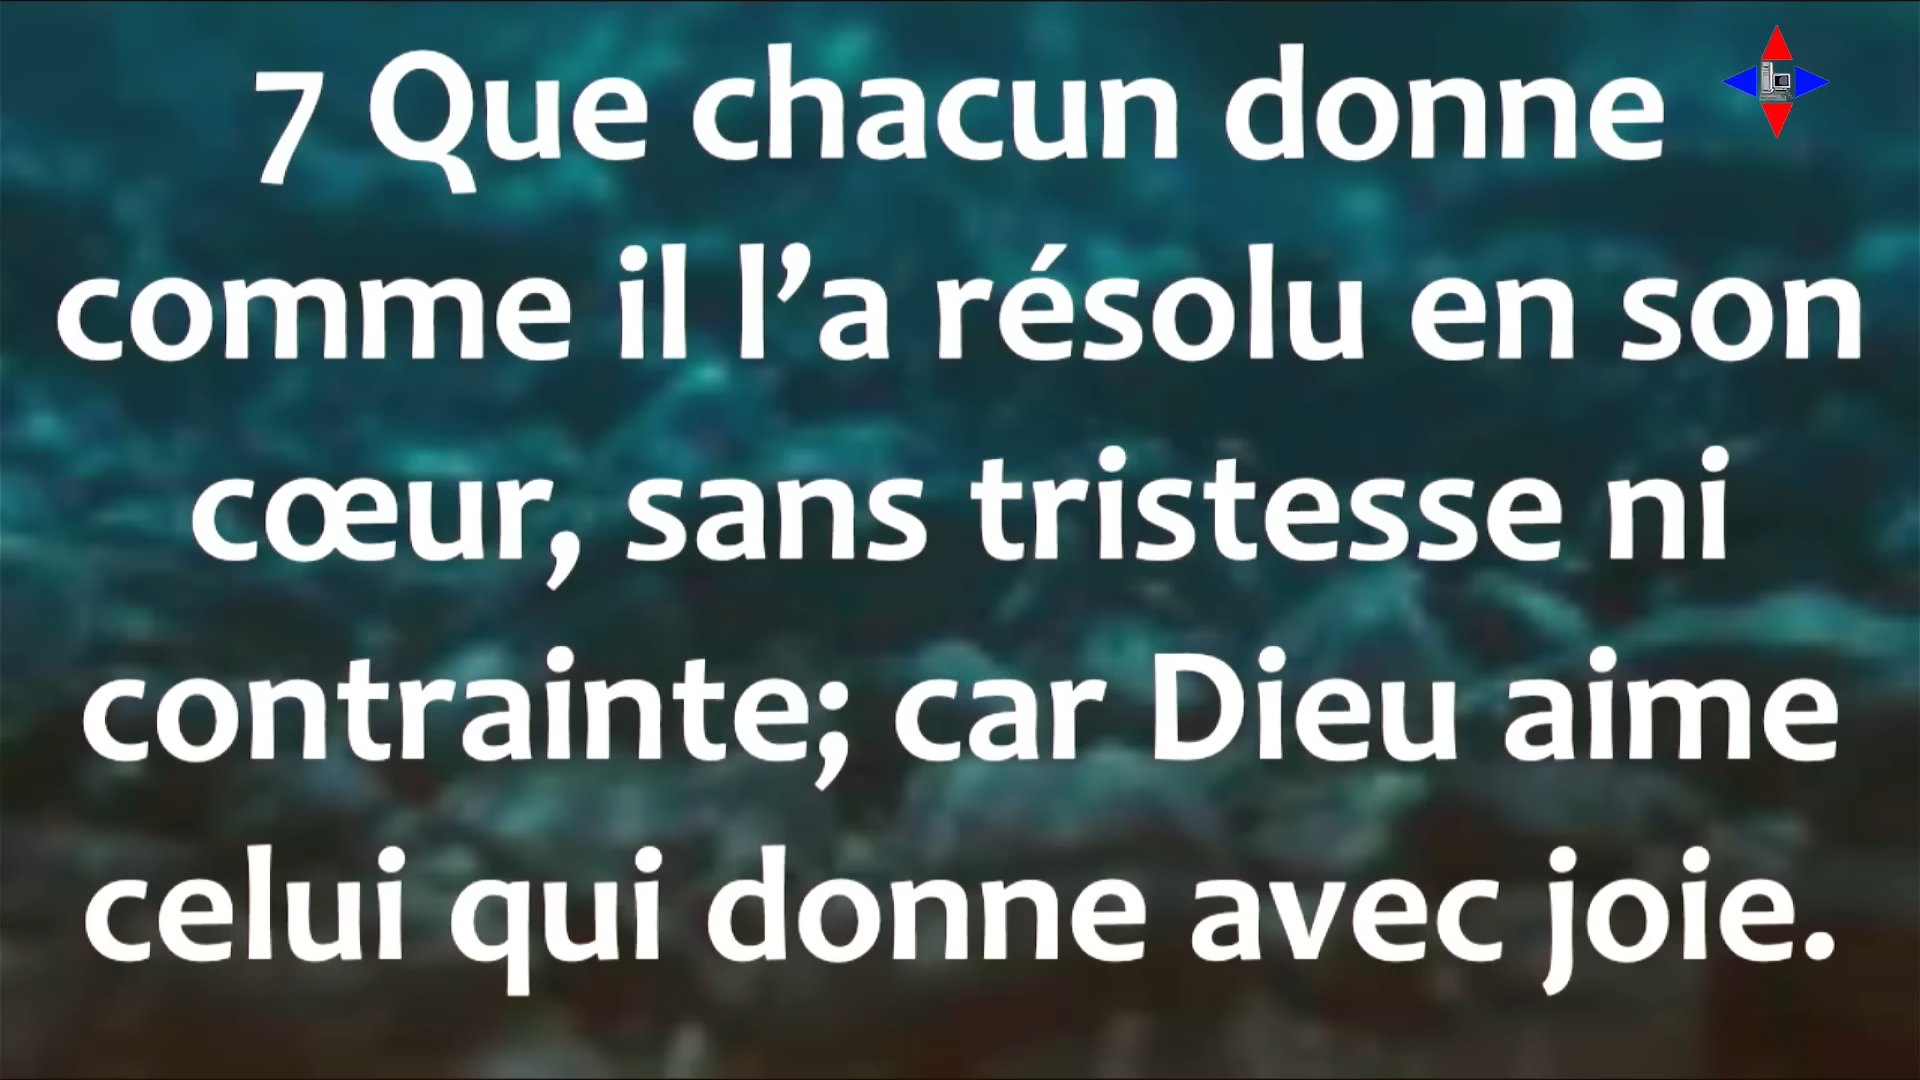 7 Que chacun donne
comme il l’a résolu en son
cœur, sans tristesse ni
contrainte; car Dieu aime
celui qui donne avec joie.